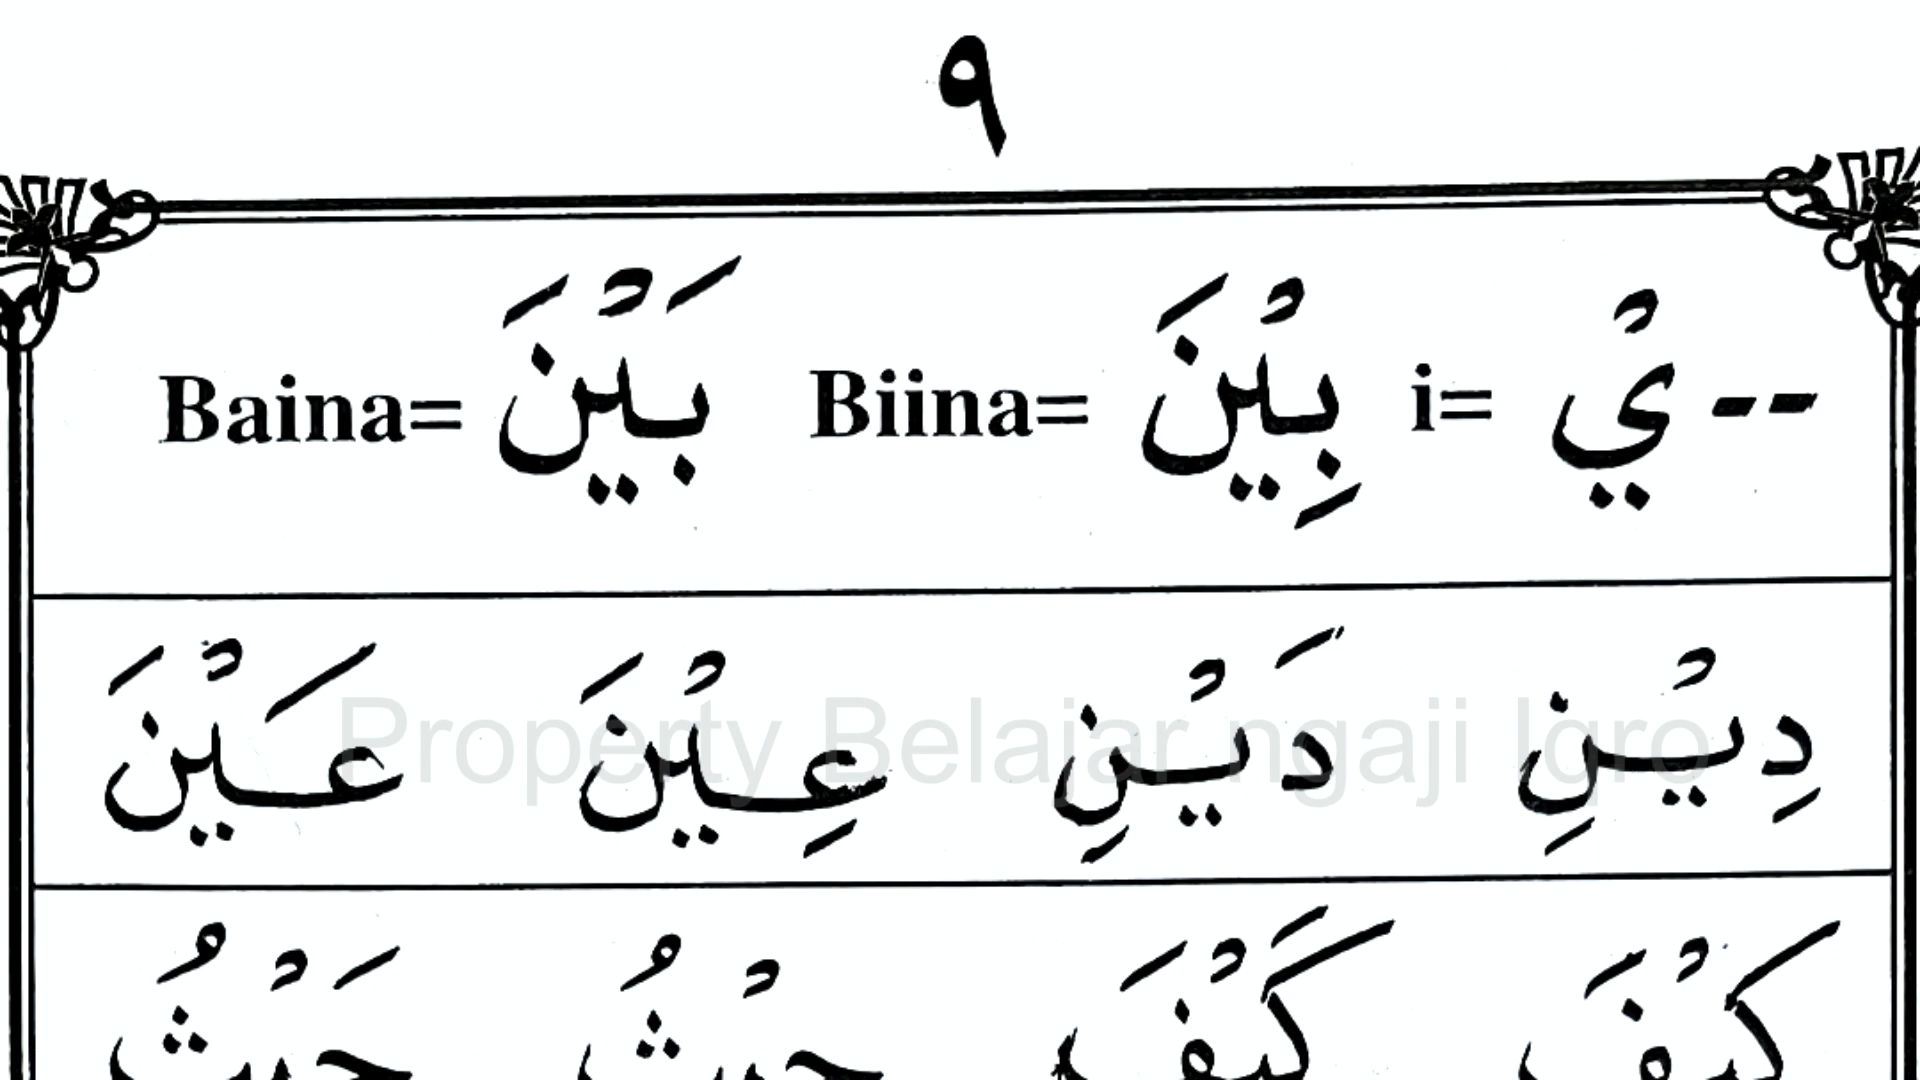 ٩
--يْ =i بِيْنَ =Biina بَيْنَ =Baina
دِيْنِ دَيْنِ عِيْنَ عَيْنَ
Property Belajar ngaji Iqro
كَيْفَ حِيْثُ حَيْثُ